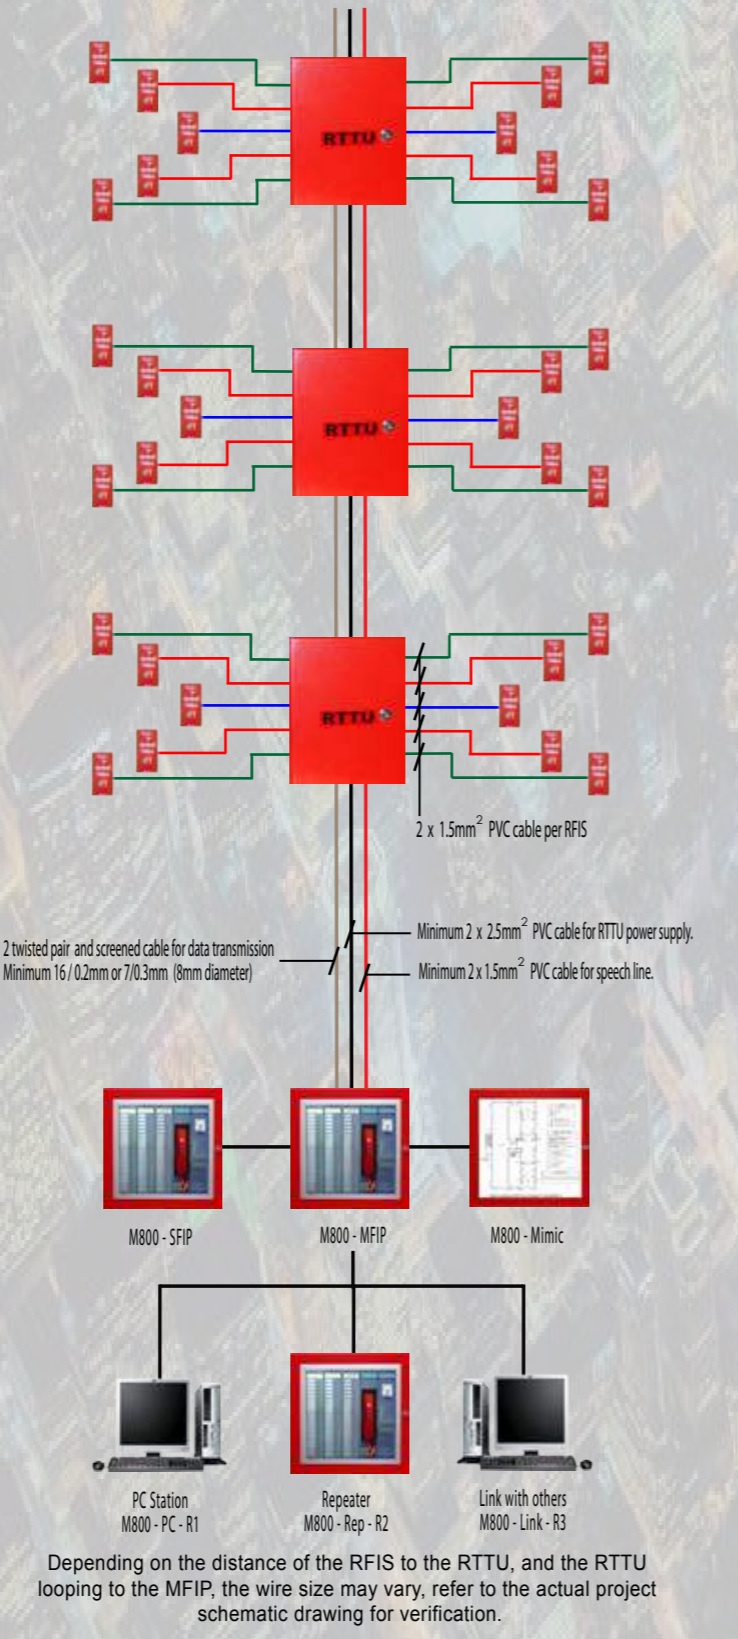 RTTU
RTTU
RTTU
2 x 1.5mm² PVC cable per RFIS
2 twisted pair and screened cable for data transmission
Minimum 16 / 0.2mm or 7/0.3mm (8mm diameter)
Minimum 2 x 2.5mm² PVC cable for RTTU power supply.
Minimum 2 x 1.5mm² PVC cable for speech line.
M800 - SFIP
M800 - MFIP
M800 - Mimic
PC Station
M800 - PC - R1
Repeater
M800 - Rep - R2
Link with others
M800 - Link - R3
Depending on the distance of the RFIS to the RTTU, and the RTTU
looping to the MFIP, the wire size may vary, refer to the actual project
schematic drawing for verification.